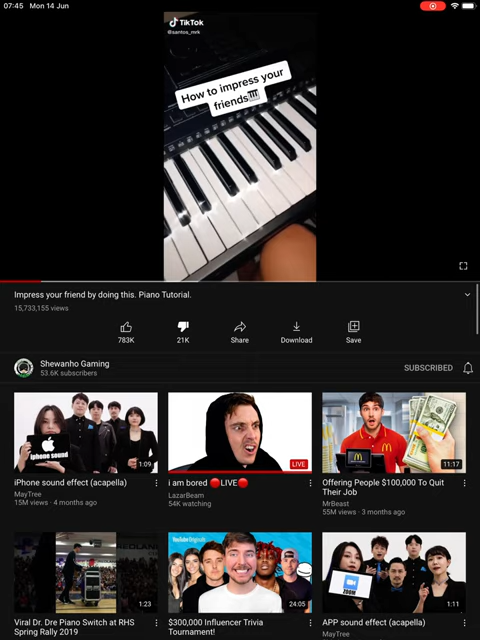 07:45 Mon 14 Jun
TikTok
@santos_mrk
How to impress your
friends🎹
Impress your friend by doing this. Piano Tutorial.
15,733,155 views
783K
21K
Share
Download
Save
Shewanho Gaming
53.6K subscribers
SUBSCRIBED
iphone sound
1:09
LIVE
11:17
iPhone sound effect (acapella)
MayTree
15M views · 4 months ago
i am bored 🔴LIVE🔴
LazarBeam
54K watching
Offering People $100,000 To Quit
Their Job
MrBeast
55M views · 3 months ago
1:23
YouTube Originals
24:05
ZOOM
1:11
Viral Dr. Dre Piano Switch at RHS
Spring Rally 2019
$300,000 Influencer Trivia
Tournament!
APP sound effect (acapella)
MayTree